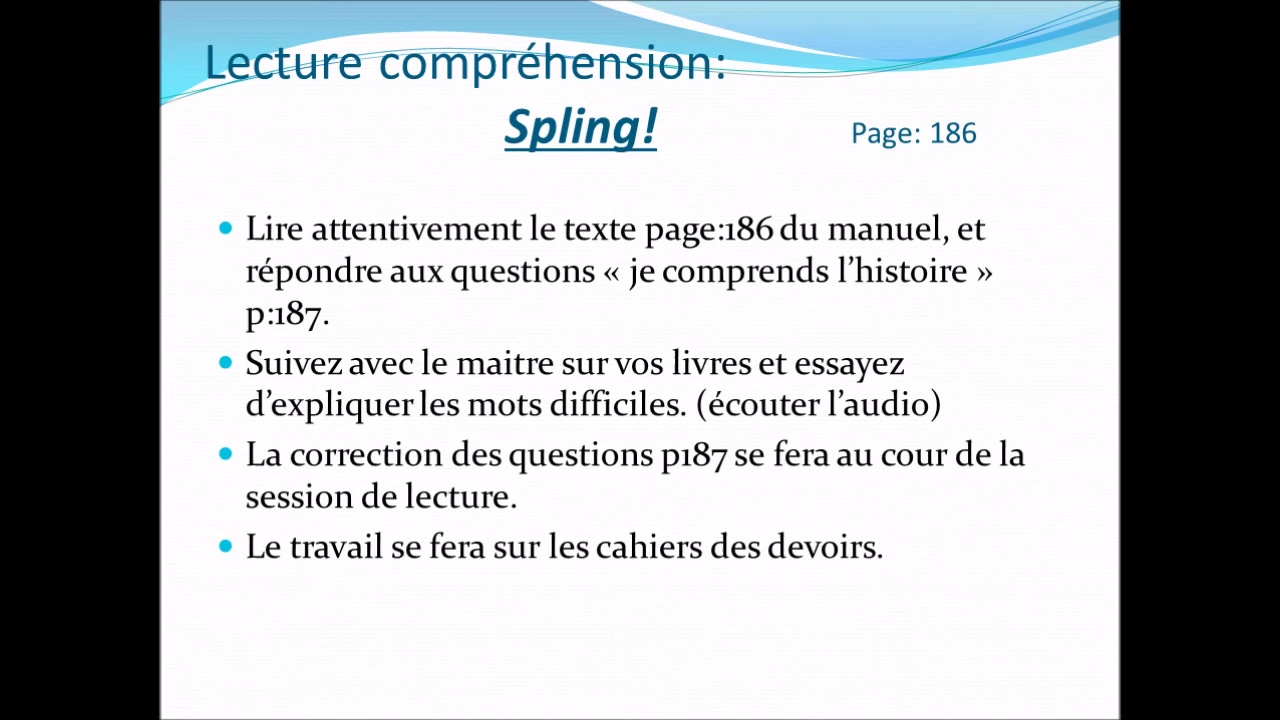 Lecture compréhension:
Spling! Page: 186
Lire attentivement le texte page:186 du manuel, et
répondre aux questions « je comprends l’histoire »
p:187.
Suivez avec le maitre sur vos livres et essayez
d’expliquer les mots difficiles. (écouter l’audio)
La correction des questions p187 se fera au cour de la
session de lecture.
Le travail se fera sur les cahiers des devoirs.